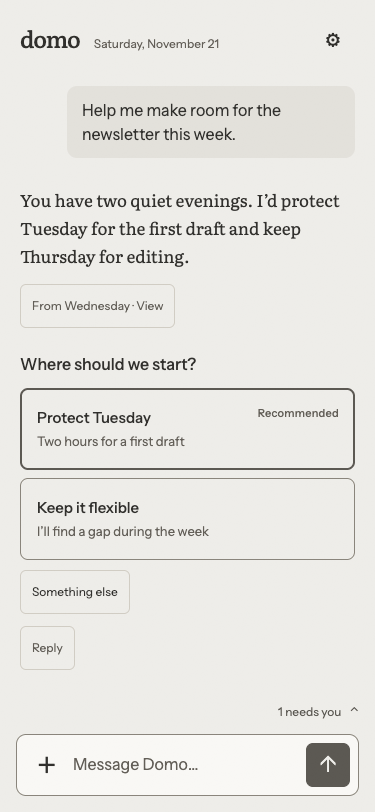 domo
Saturday, November 21
Help me make room for the
newsletter this week.
You have two quiet evenings. I’d protect
Tuesday for the first draft and keep
Thursday for editing.
From Wednesday · View
Where should we start?
Protect Tuesday
Recommended
Two hours for a first draft
Keep it flexible
I’ll find a gap during the week
Something else
Reply
1 needs you
Message Domo…